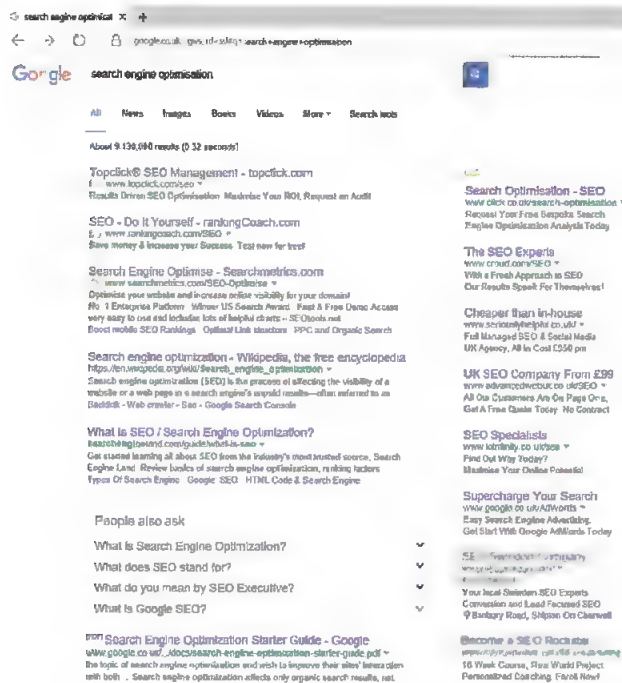 search engine optimisat
google.co.uk
search+engine+optimisation
Google
search engine optimisation
All News Images Books Videos More Search tools
About 9,130,000 results (0.32 seconds)
Topclick® SEO Management - topclick.com
www.topclick.com/seo
Results Driven SEO Optimisation Maximise Your ROI, Request an Audit
SEO - Do It Yourself - rankingCoach.com
www.rankingcoach.com/SEO
Save money & increase your Success Test now for free!
Search Engine Optimise - Searchmetrics.com
www.searchmetrics.com/SEO-Optimise
Optimise your website and increase online visibility for your domain!
No 1 Enterprise Platform Winner US Search Award Fast & Free Demo Access
very easy to use and includes lots of helpful charts – SEOtools.net
Boost mobile SEO Rankings Optimal Link structure PPC and Organic Search
Search engine optimization - Wikipedia, the free encyclopedia
https://en.wikipedia.org/wiki/Search_engine_optimization
Search engine optimization (SEO) is the process of affecting the visibility of a
website or a web page in a search engine's unpaid results—often referred to as
Backlink - Web crawler - Seo - Google Search Console
What Is SEO / Search Engine Optimization?
searchengineland.com/guide/what-is-seo
Get started learning all about SEO from the industry's most trusted source, Search
Engine Land Review basics of search engine optimization, ranking factors
Types Of Search Engine Google SEO HTML Code & Search Engine
People also ask
What is Search Engine Optimization?
What does SEO stand for?
What do you mean by SEO Executive?
What is Google SEO?
Search Engine Optimization Starter Guide - Google
www.google.co.uk/.../docs/search-engine-optimization-starter-guide.pdf
the topic of search engine optimization and wish to improve their sites' interaction
with both . Search engine optimization affects only organic search results, not
Search Optimisation - SEO
www.click.co.uk/search-optimisation
Request Your Free Bespoke Search
Engine Optimization Analysis Today
The SEO Experts
www.croud.com/SEO
With a Fresh Approach to SEO
Our Results Speak For Themselves!
Cheaper than in-house
www.seriouslyhelpful.co.uk/
Full Managed SEO & Social Media
UK Agency, All in Cost £550 pm
UK SEO Company From £99
All Our Customers Are On Page One,
Get A Free Quote Today No Contract
SEO Specialists
Find Out Why Today?
Maximise Your Online Potential
Supercharge Your Search
www.google.co.uk/AdWords
Easy Search Engine Advertising.
Get Start With Google AdWords Today
Your local Swindon SEO Experts
Conversion and Lead Focused SEO
Banbury Road, Shipton On Cherwell
Become a SEO Rockstar
16 Week Course, Real World Project
Personalized Coaching. Enroll Now!